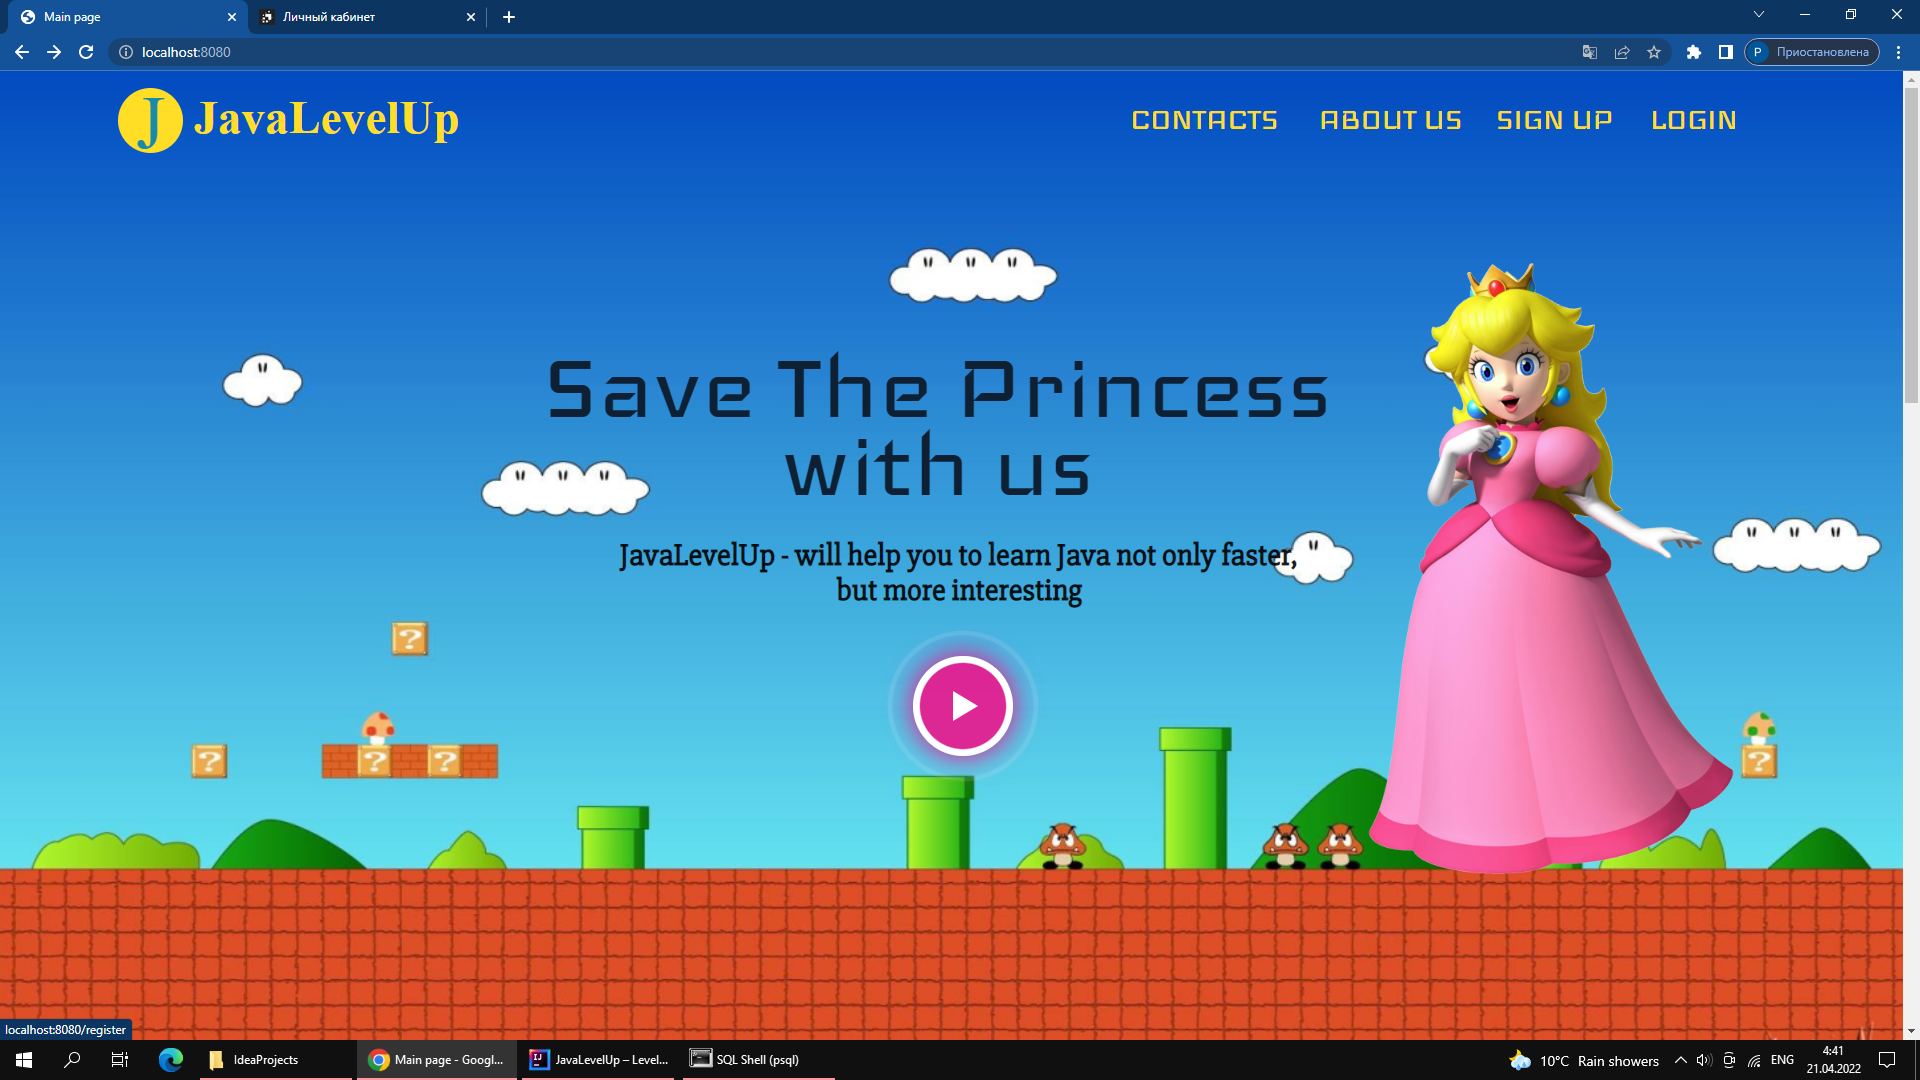 Main page
Личный кабинет
localhost:8080
P
Приостановлена
J JavaLevelUp
CONTACTS
ABOUT US
SIGN UP
LOGIN
Save The Princess
with us
JavaLevelUp - will help you to learn Java not only faster,
but more interesting
?
?
?
?
?
localhost:8080/register
IdeaProjects
Main page - Googl...
IJ
JavaLevelUp – Level...
SQL Shell (psql)
10°C Rain showers
ENG
4:41
21.04.2022